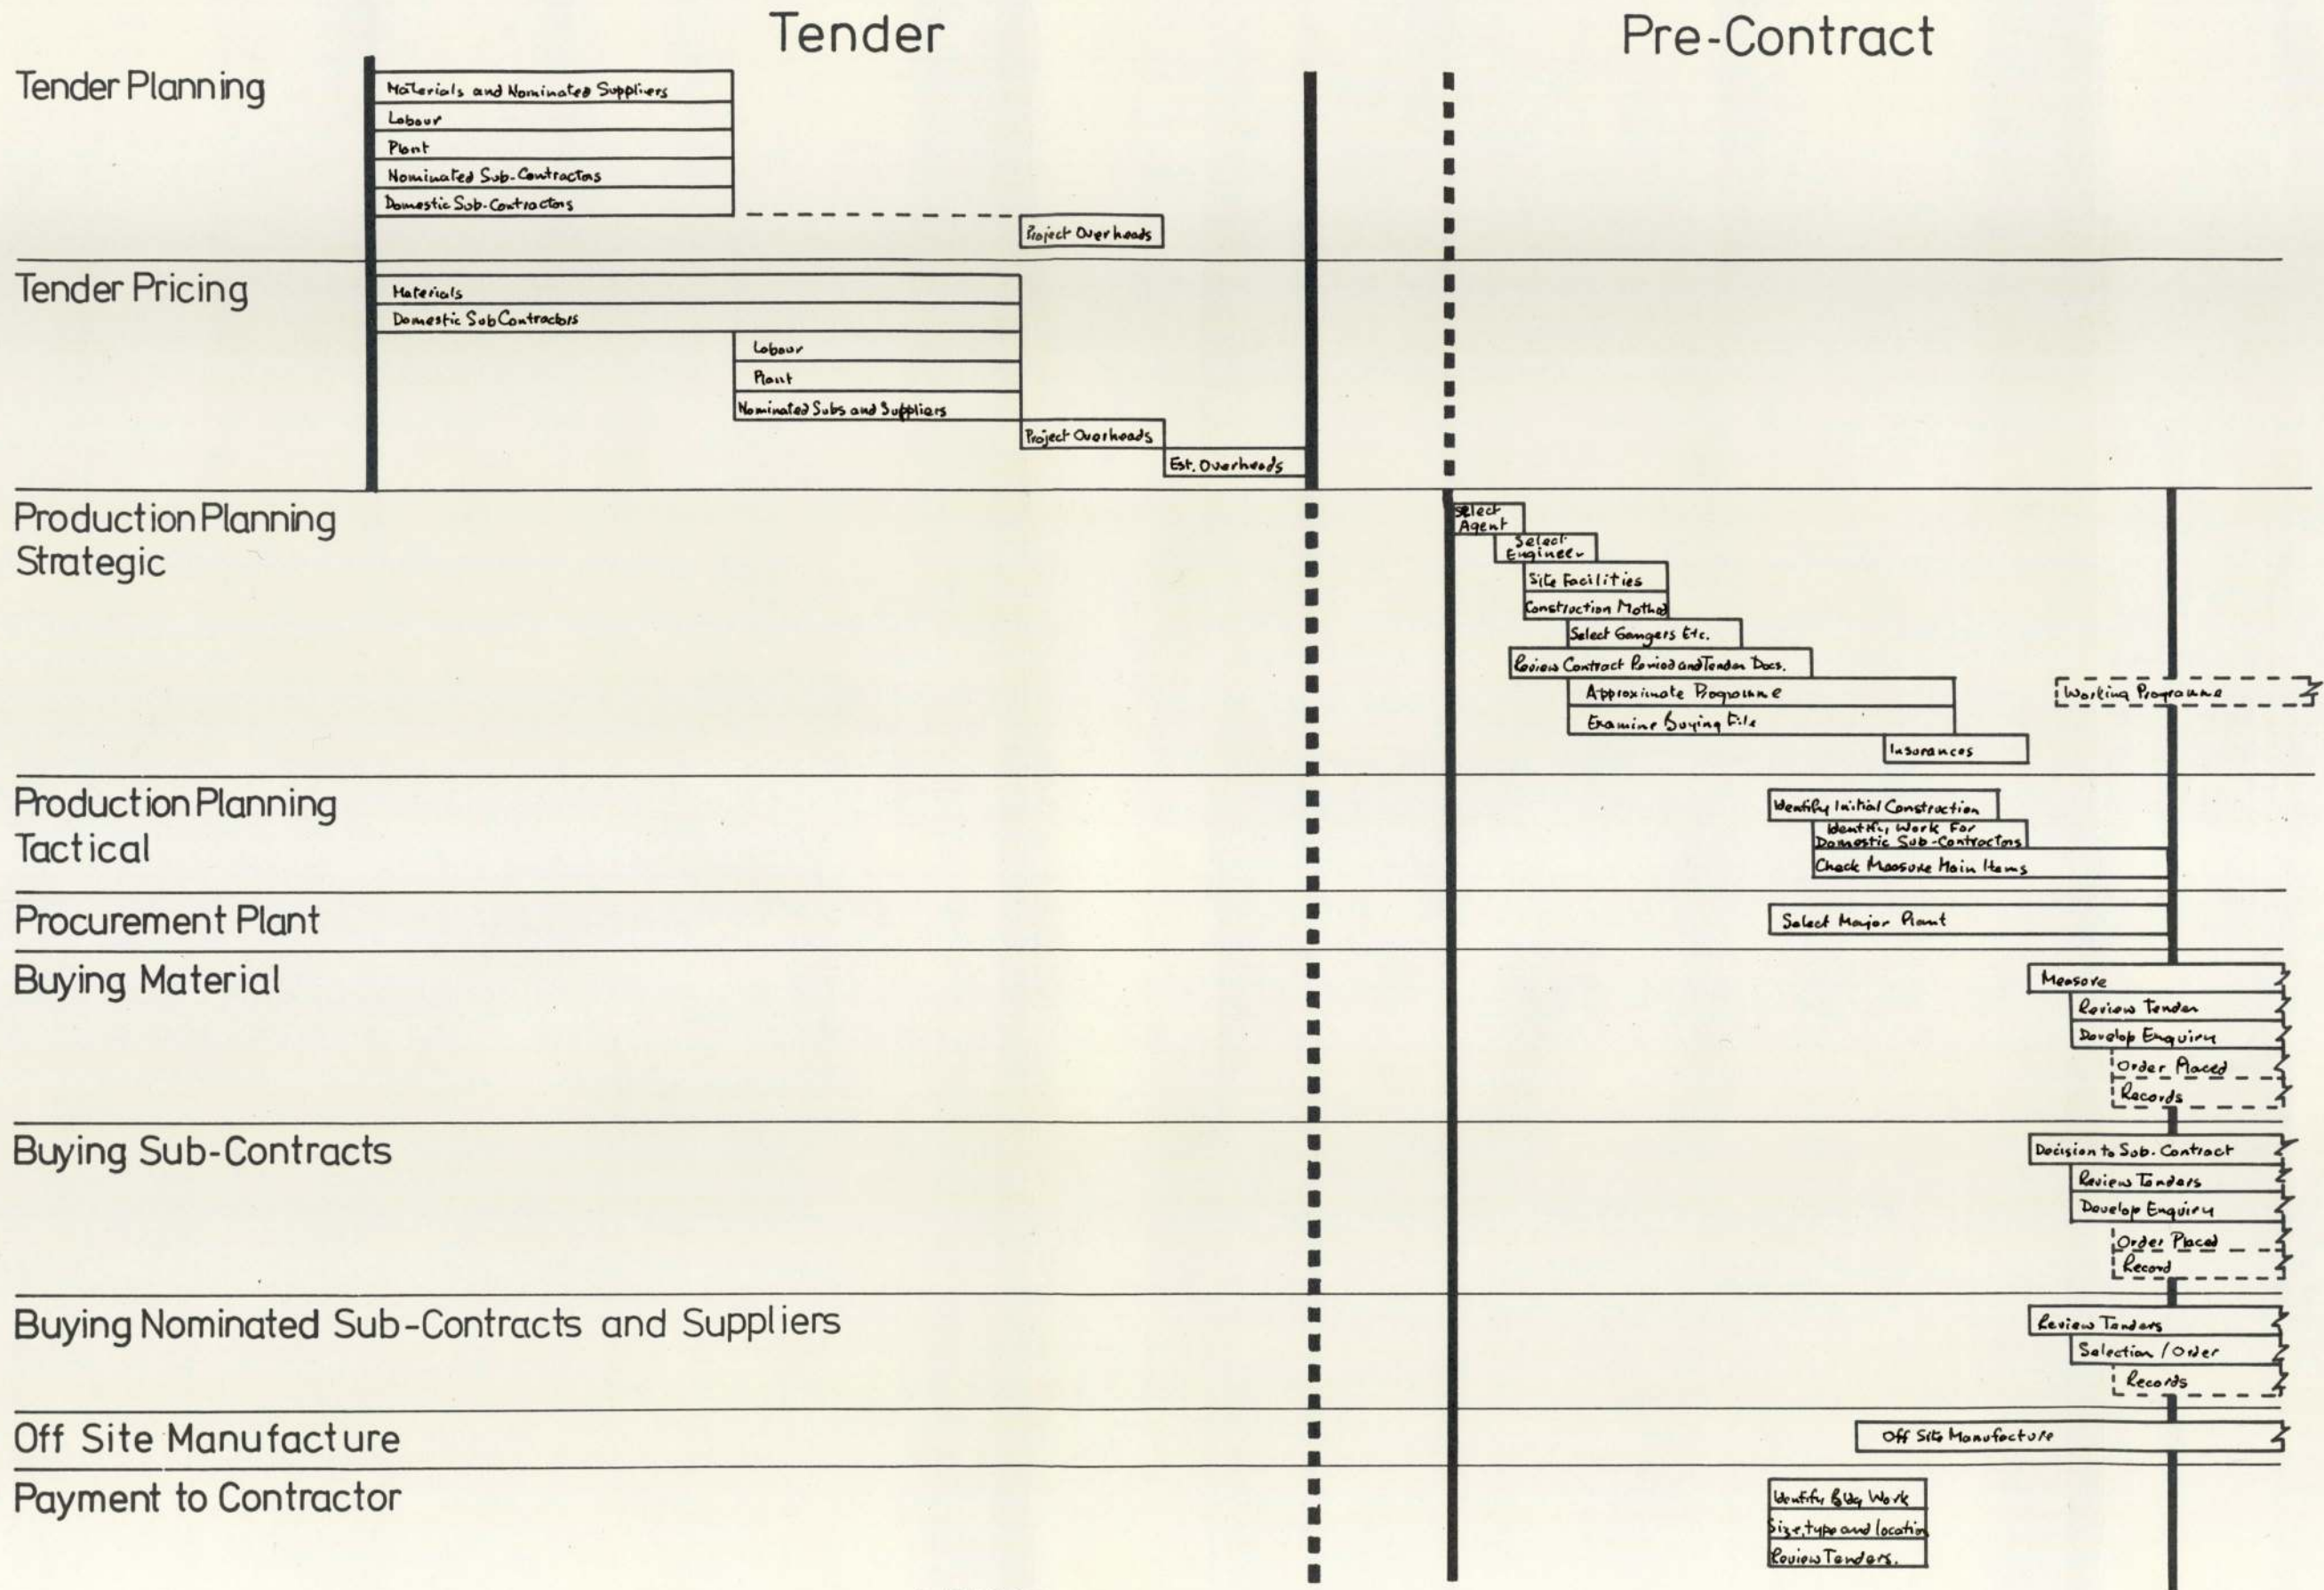 Tender
Pre-Contract
Tender Planning
Materials and Nominated Suppliers
Labour
Plant
Nominated Sub-Contractors
Domestic Sub-Contractors
Project Overheads
Tender Pricing
Materials
Domestic SubContractors
Labour
Plant
Nominated Subs and Suppliers
Project Overheads
Est. Overheads
Production Planning
Strategic
Select
Agent
Select
Engineer
Site Facilities
Construction Method
Select Gangers Etc.
Review Contract Period and Tender Docs.
Approximate Programme
Working Programme
Examine Buying File
Insurances
Production Planning
Tactical
Identify Initial Construction
Identify Work For
Domestic Sub-Contractors
Check Measure Main Items
Procurement Plant
Select Major Plant
Buying Material
Measure
Review Tender
Develop Enquiry
Order Placed
Records
Buying Sub-Contracts
Decision to Sub-Contract
Review Tenders
Develop Enquiry
Order Placed
Record
Buying Nominated Sub-Contracts and Suppliers
Review Tenders
Selection / Order
Records
Off Site Manufacture
Off Site Manufacture
Payment to Contractor
Identify Bldg Work
Size, type and location
Review Tenders.